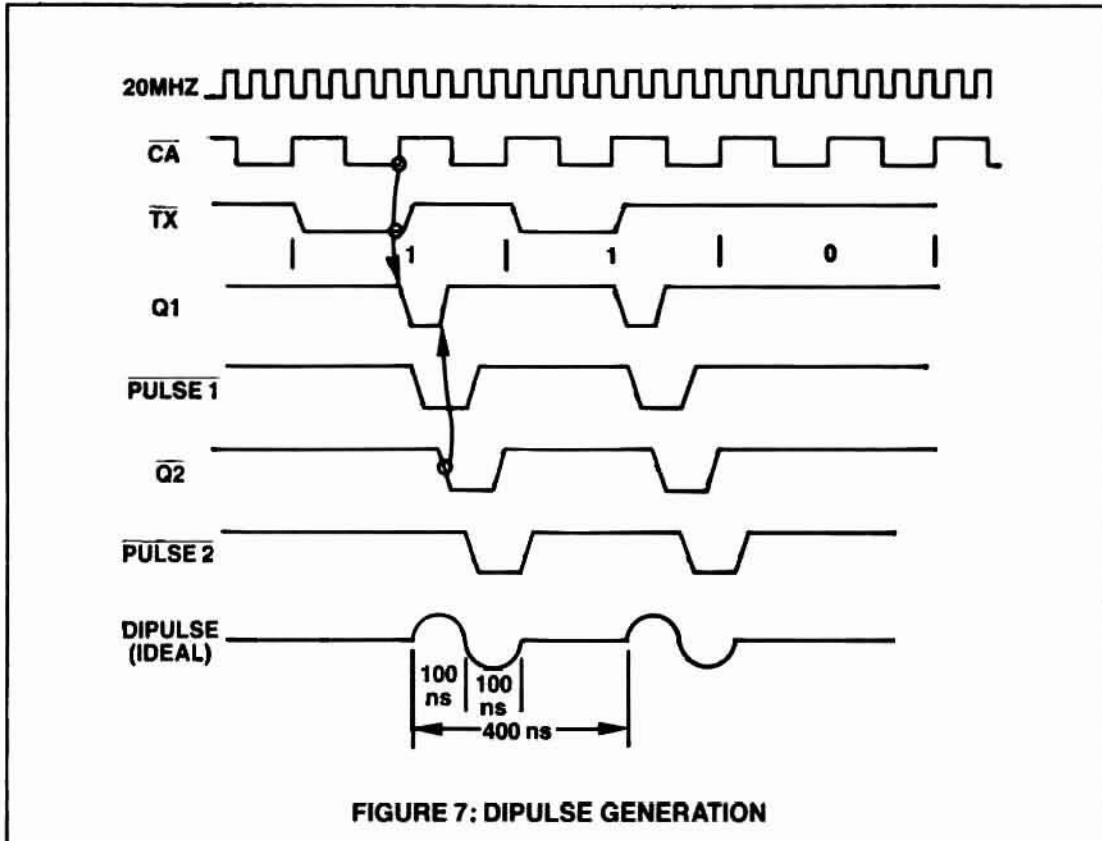 20MHZ
CA
TX
1 1 0
Q1
PULSE 1
Q2
PULSE 2
DIPULSE
(IDEAL)
100
ns
100
ns
400 ns
FIGURE 7: DIPULSE GENERATION